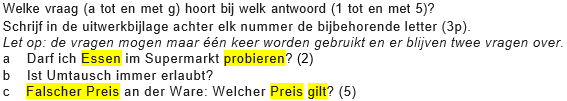 Welke vraag (a tot en met g) hoort bij welk antwoord (1 tot en met 5)?
Schrijf in de uitwerkbijlage achter elk nummer de bijbehorende letter (3p).
Let op: de vragen mogen maar één keer worden gebruikt en er blijven twee vragen over.
a Darf ich Essen im Supermarkt probieren? (2)
b Ist Umtausch immer erlaubt?
c Falscher Preis an der Ware: Welcher Preis gilt? (5)